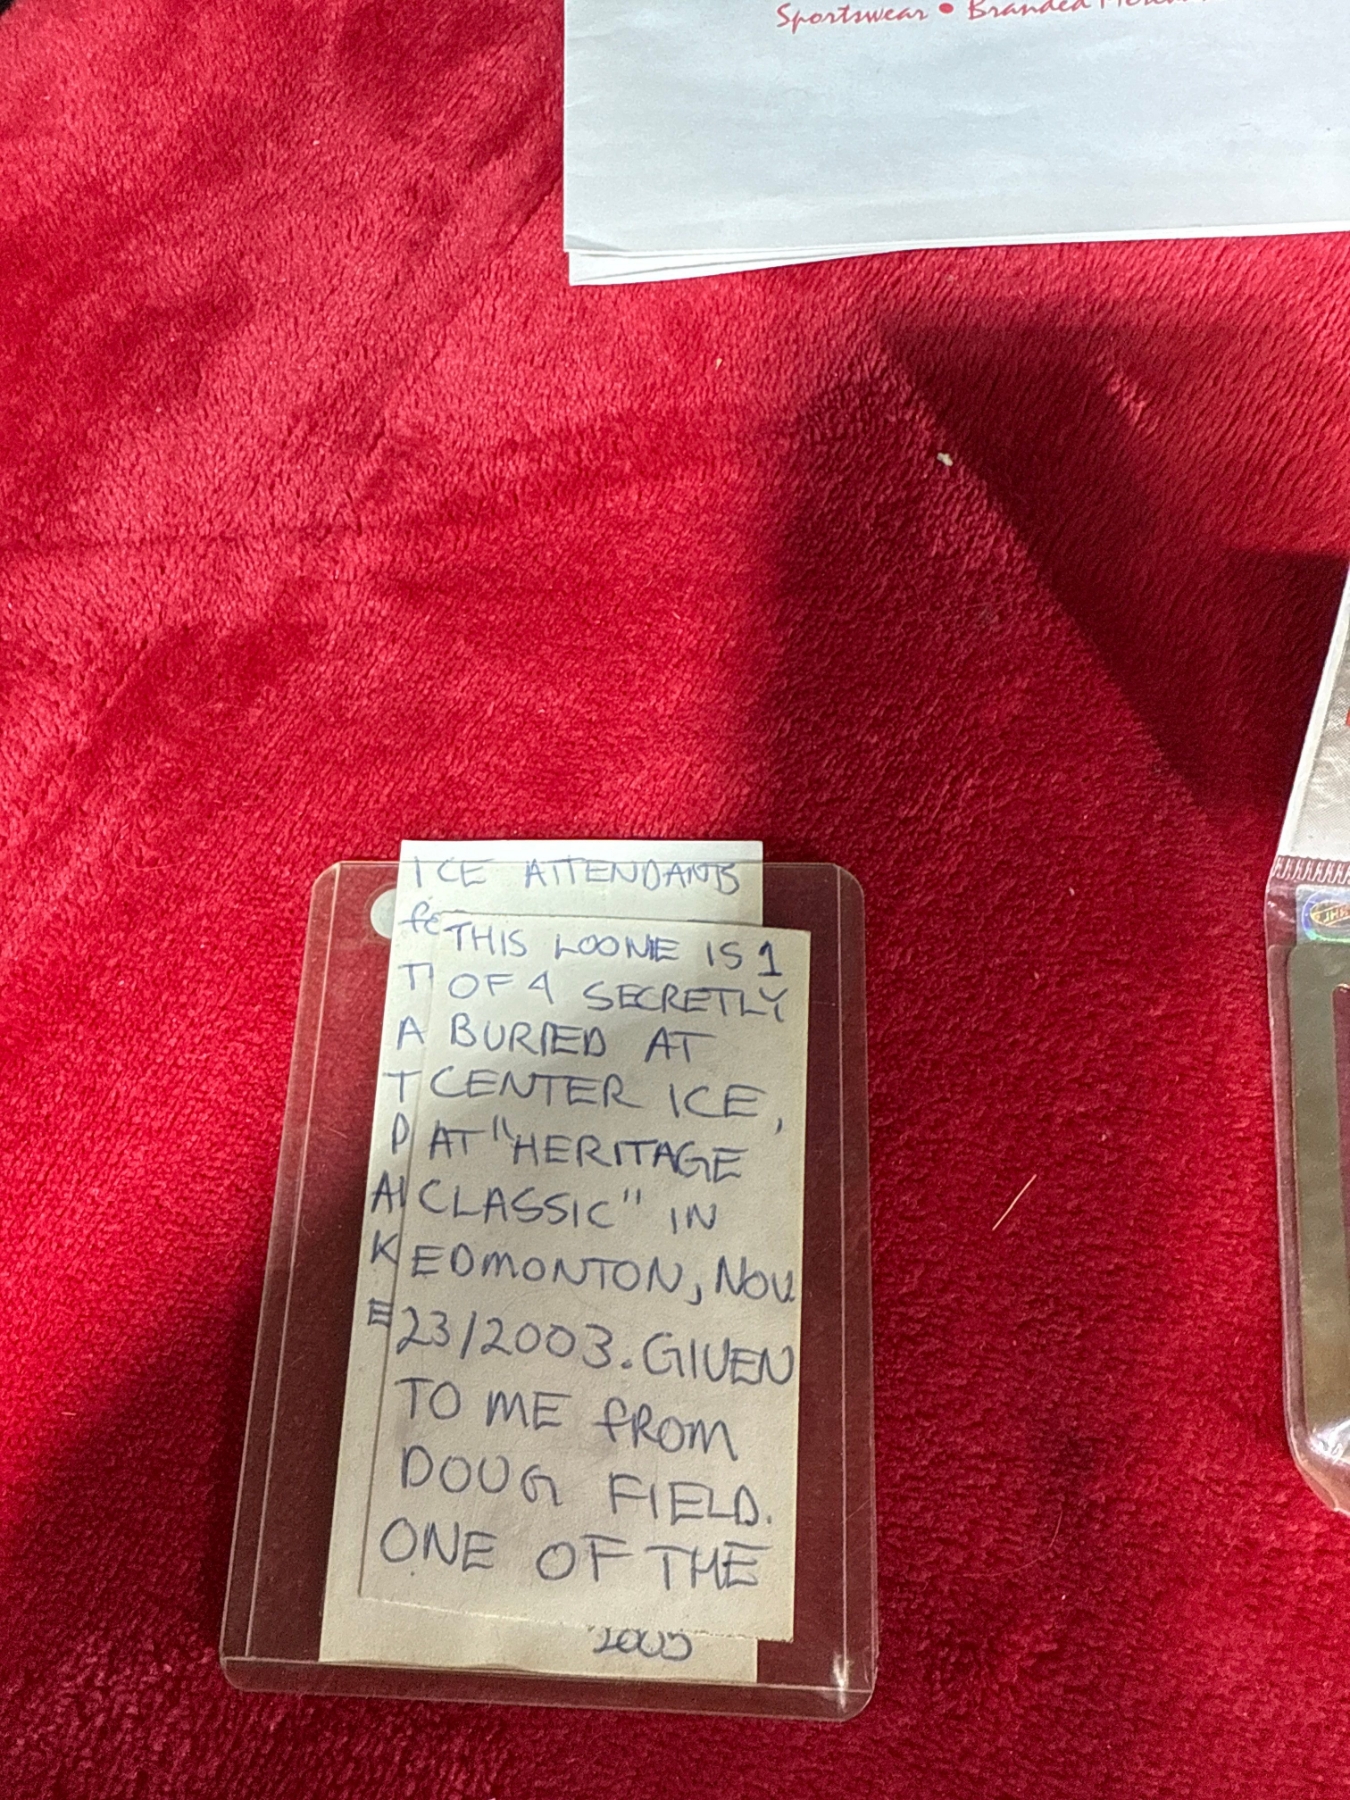 Sportswear • Branded
ICE ATTENDANTS
THIS LOONIE IS 1
OF 4 SECRETLY
BURIED AT
CENTER ICE,
AT "HERITAGE
CLASSIC" IN
EDMONTON, NOV.
23/2003. GIVEN
TO ME FROM
DOUG FIELD.
ONE OF THE